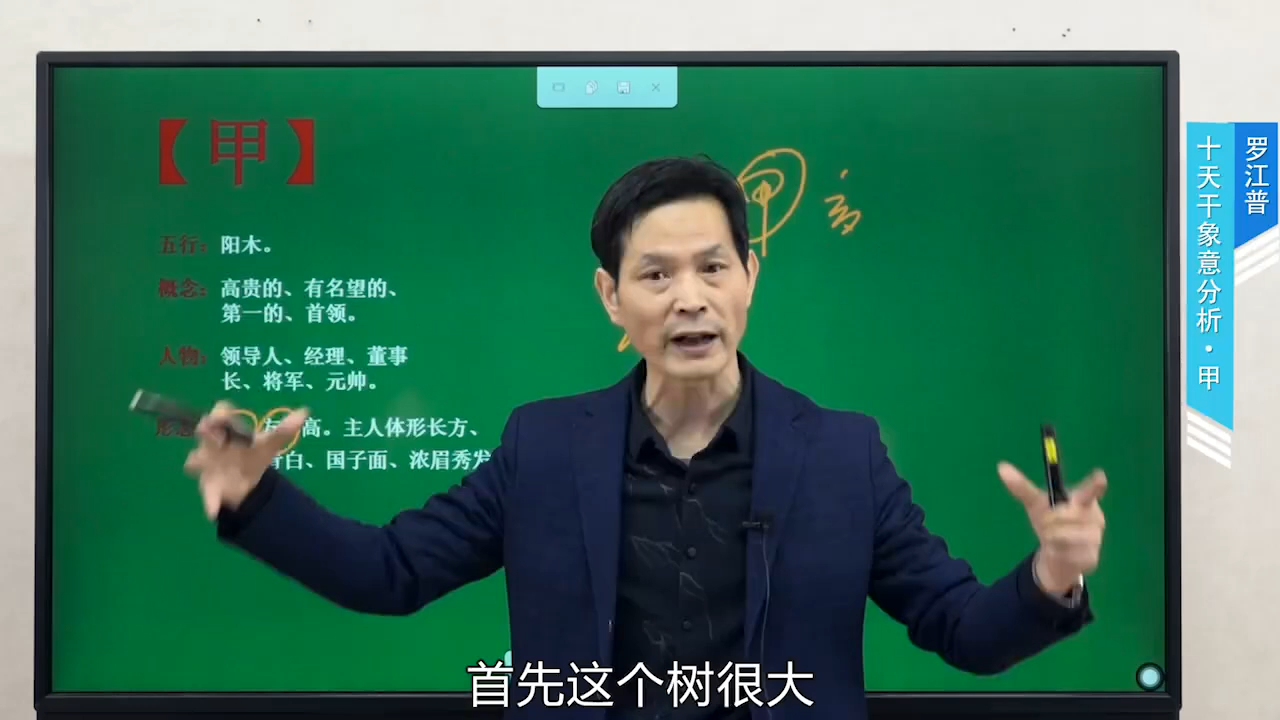 【甲】
五行：阳木。
概念：高贵的、有名望的、
第一的、首领。
人物：领导人、经理、董事
长、将军、元帅。
高。主人体形长方、
青白、国子面、浓眉秀发
甲
罗江普
十天干象意分析·甲
首先这个树很大